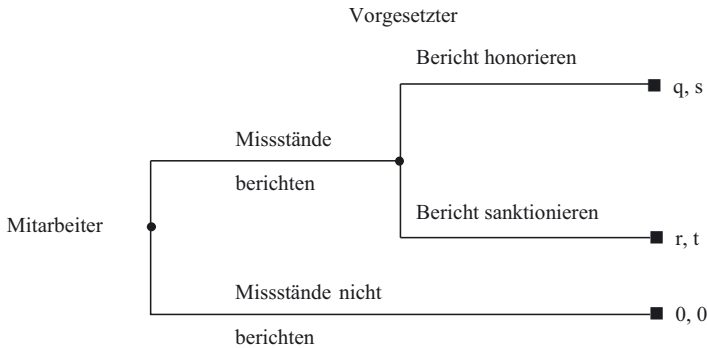 Vorgesetzter
Bericht honorieren
q, s
Missstände
berichten
Bericht sanktionieren
Mitarbeiter
r, t
Missstände nicht
0, 0
berichten